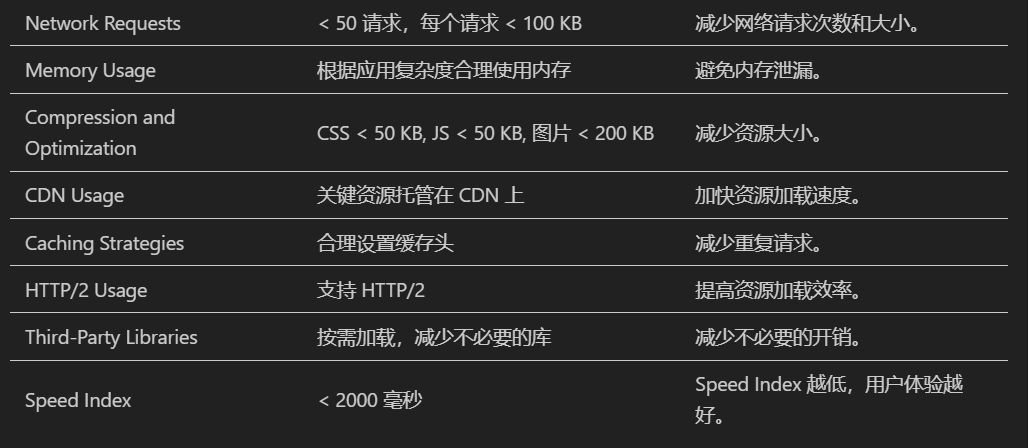 Network Requests < 50 请求，每个请求 < 100 KB 减少网络请求次数和大小。
Memory Usage 根据应用复杂度合理使用内存 避免内存泄漏。
Compression and
Optimization CSS < 50 KB, JS < 50 KB, 图片 < 200 KB 减少资源大小。
CDN Usage 关键资源托管在 CDN 上 加快资源加载速度。
Caching Strategies 合理设置缓存头 减少重复请求。
HTTP/2 Usage 支持 HTTP/2 提高资源加载效率。
Third-Party Libraries 按需加载，减少不必要的库 减少不必要的开销。
Speed Index < 2000 毫秒 Speed Index 越低，用户体验越
好。